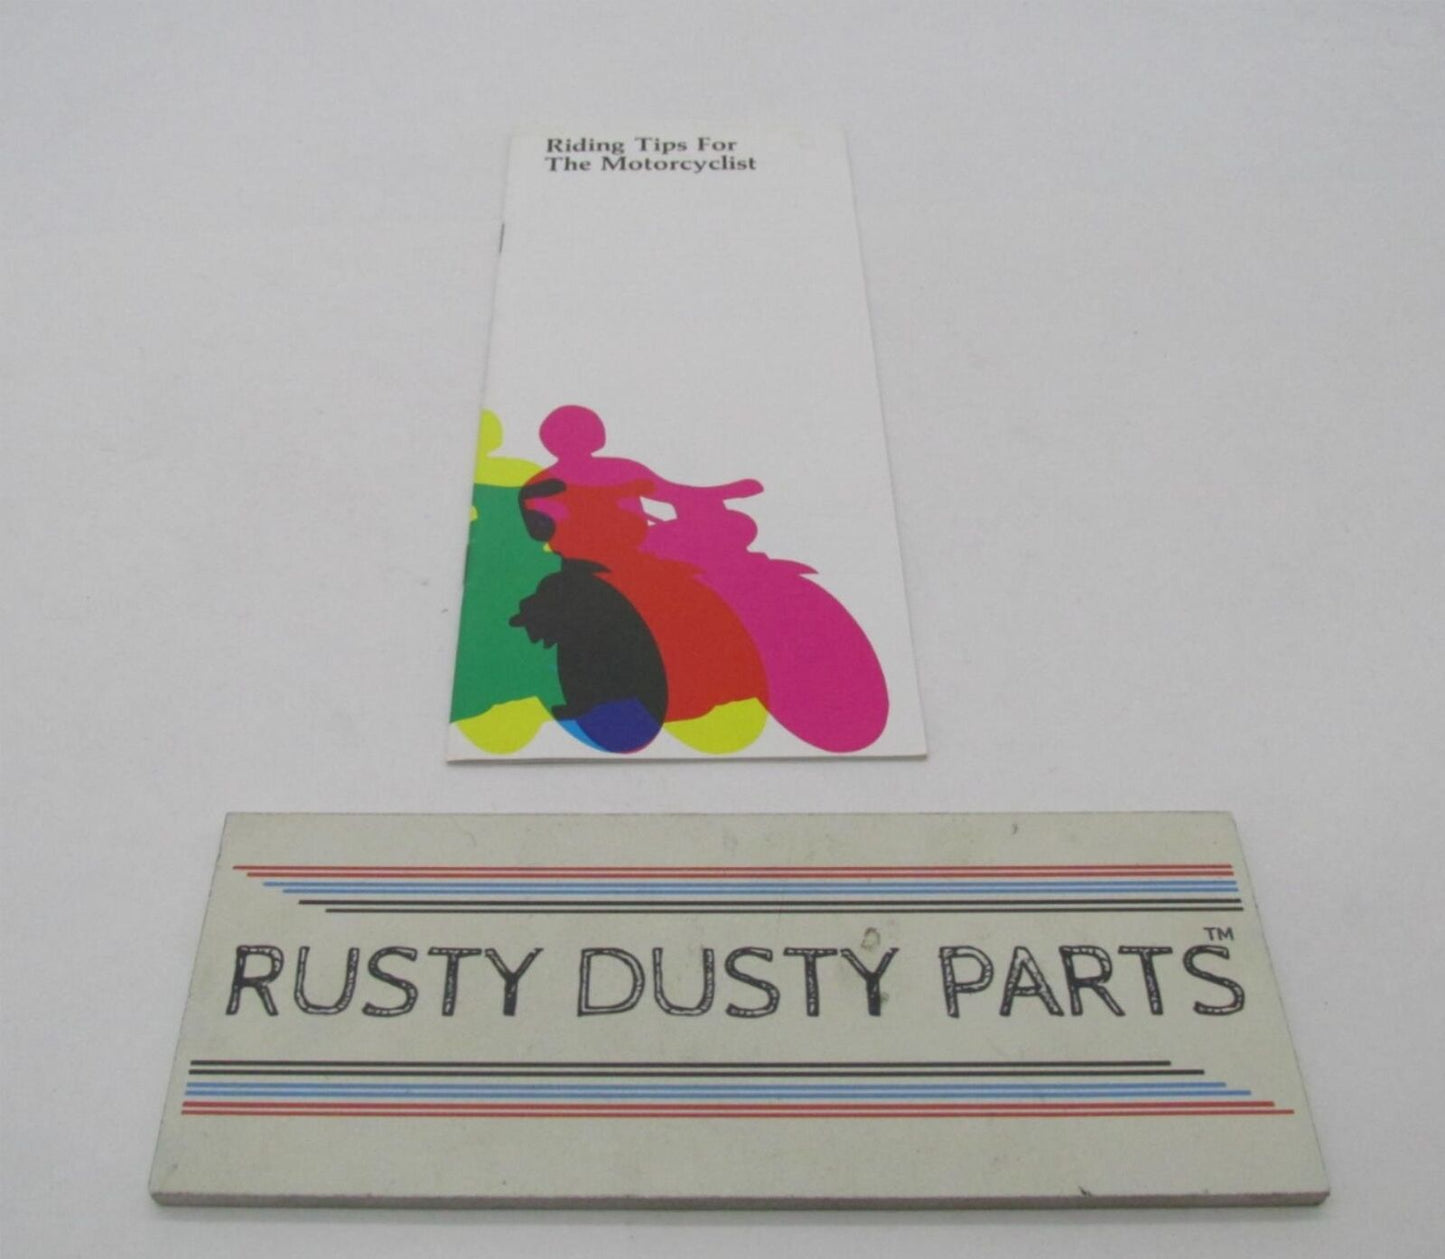 Riding Tips For
The Motorcyclist
RUSTY DUSTY PARTS™